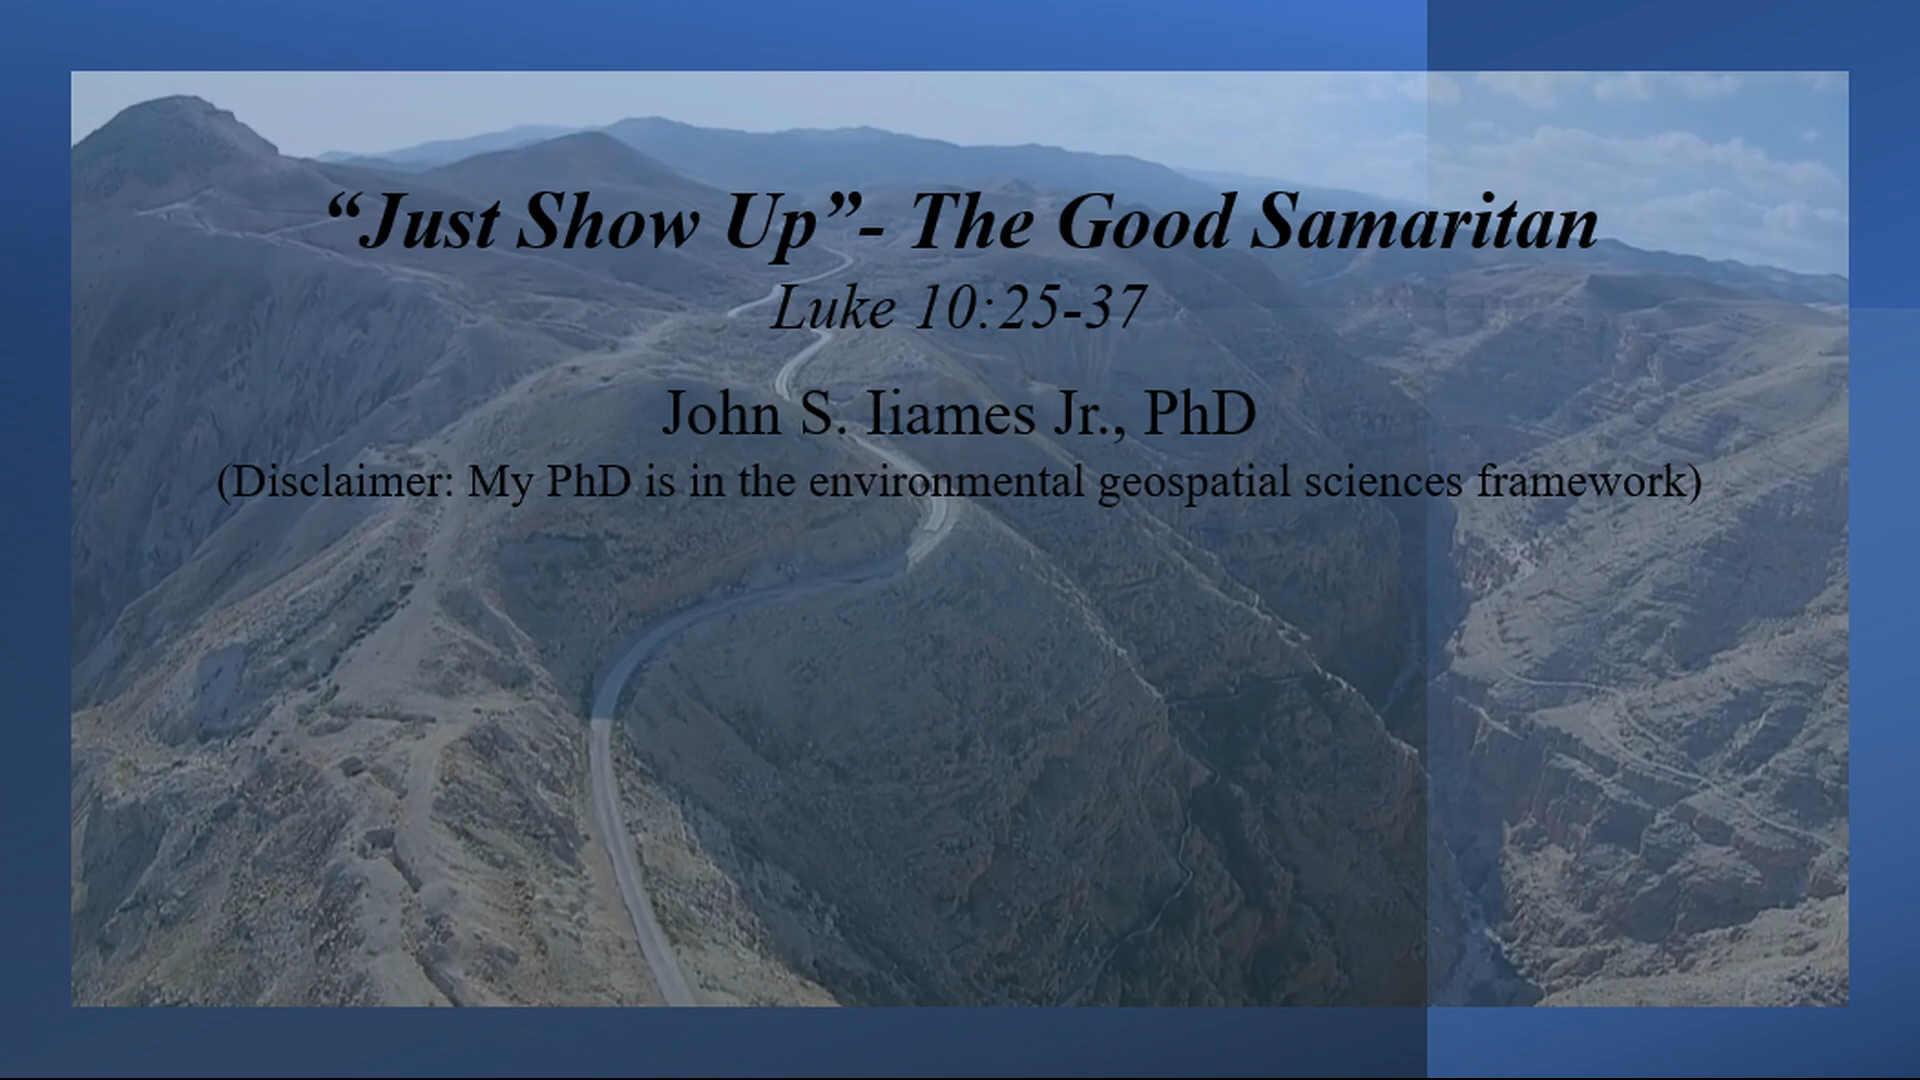 “Just Show Up”- The Good Samaritan
Luke 10:25-37
John S. Iiames Jr., PhD
(Disclaimer: My PhD is in the environmental geospatial sciences framework)